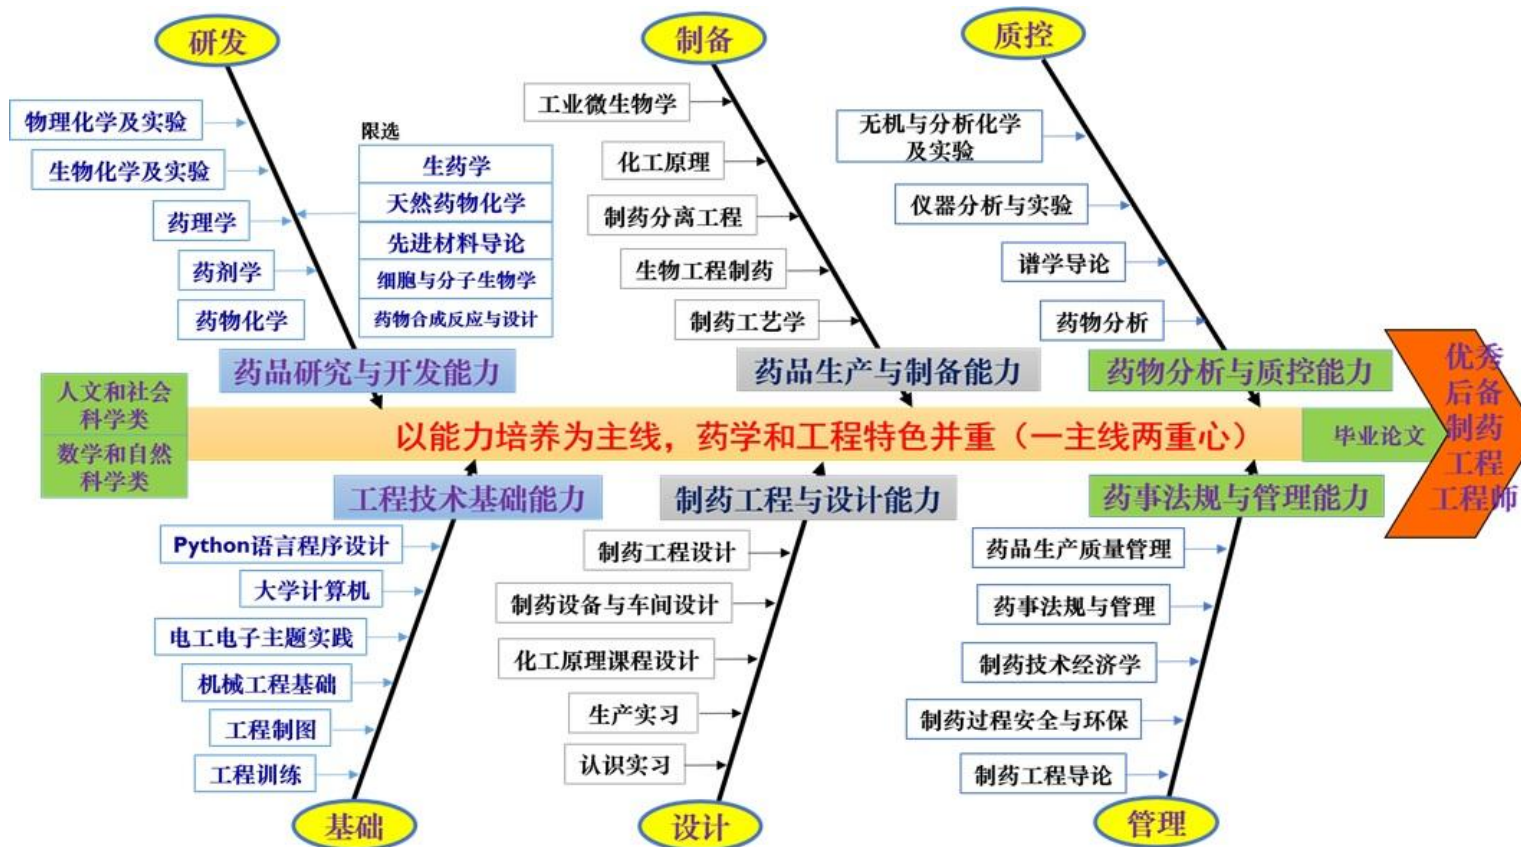 研发
制备
质控
物理化学及实验
生物化学及实验
药理学
药剂学
药物化学
限选
生药学
天然药物化学
先进材料导论
细胞与分子生物学
药物合成反应与设计
药品研究与开发能力
工业微生物学
化工原理
制药分离工程
生物工程制药
制药工艺学
药品生产与制备能力
无机与分析化学
及实验
仪器分析与实验
谱学导论
药物分析
药物分析与质控能力
人文和社会
科学类
数学和自然
科学类
以能力培养为主线，药学和工程特色并重（一主线两重心）
毕业论文
优秀
后备
制药
工程
工程师
工程技术基础能力
Python语言程序设计
大学计算机
电工电子主题实践
机械工程基础
工程制图
工程训练
基础
制药工程与设计能力
制药工程设计
制药设备与车间设计
化工原理课程设计
生产实习
认识实习
设计
药事法规与管理能力
药品生产质量管理
药事法规与管理
制药技术经济学
制药过程安全与环保
制药工程导论
管理